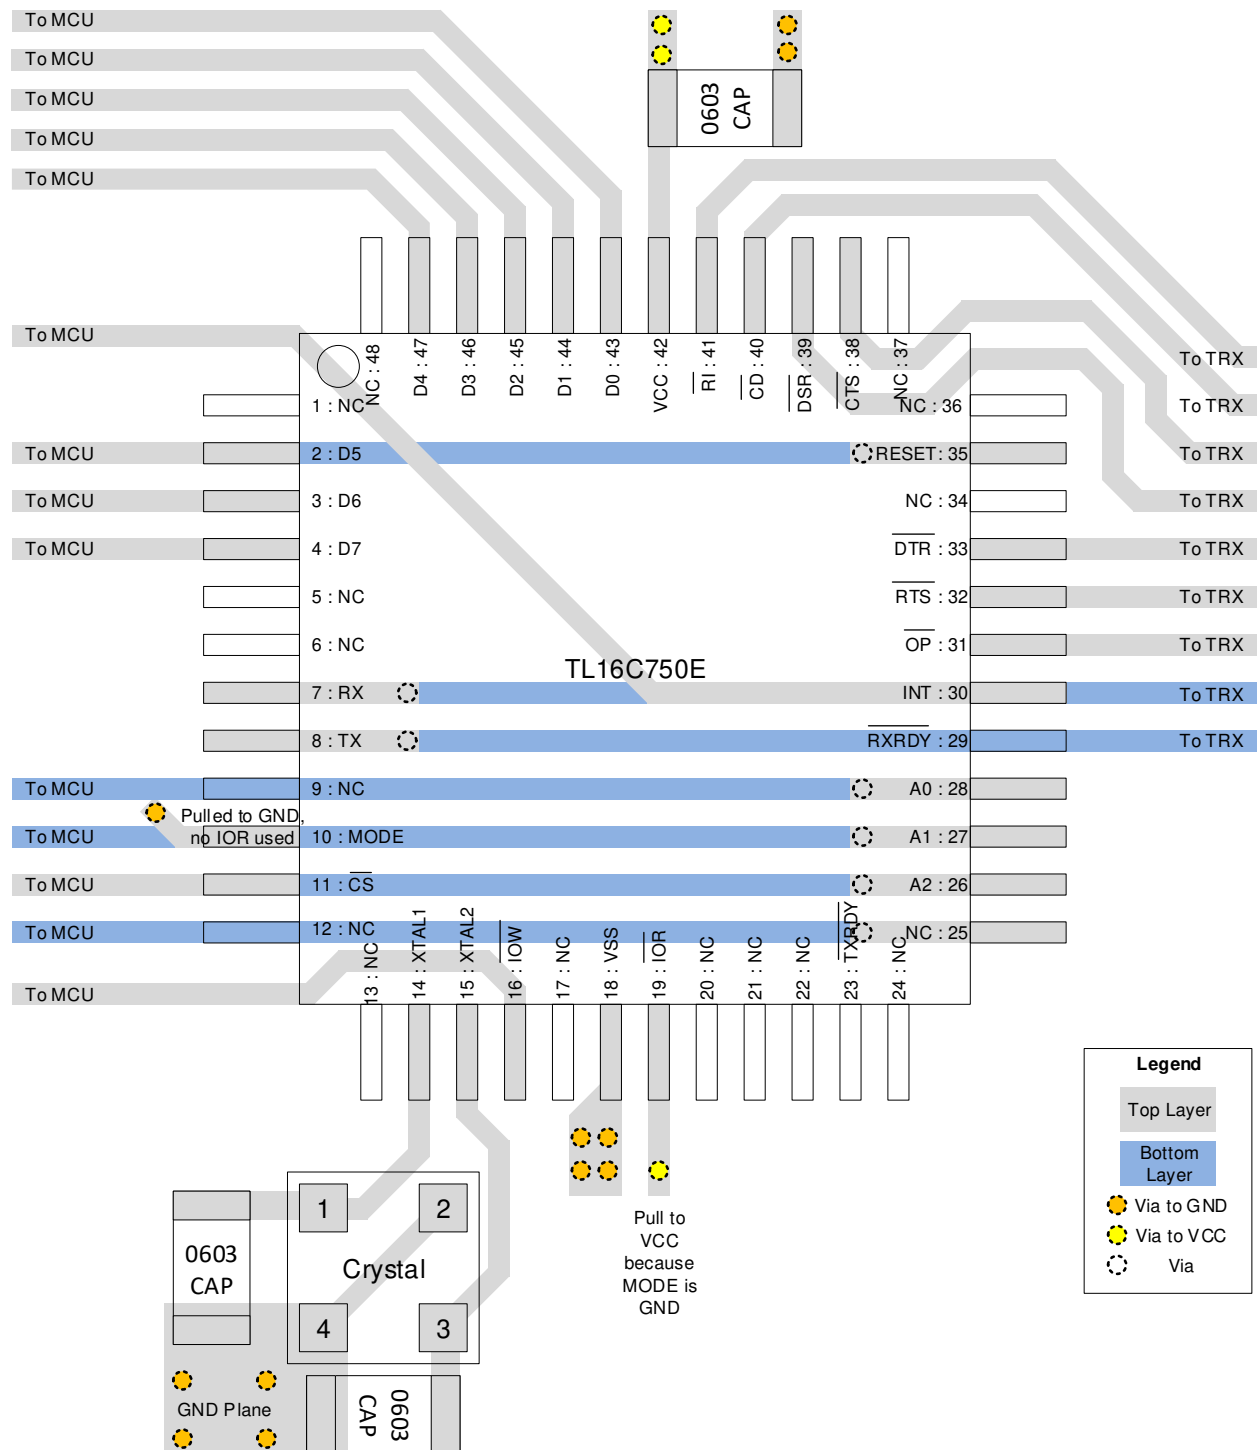 To MCU
To MCU
To MCU
To MCU
To MCU
0603
CAP
To MCU
NC : 48
D4 : 47
D3 : 46
D2 : 45
D1 : 44
D0 : 43
VCC : 42
RI : 41
CD : 40
DSR : 39
CTS : 38
NC : 37
To TRX
1 : NC
NC : 36
To TRX
To MCU
2 : D5
RESET : 35
To TRX
To MCU
3 : D6
NC : 34
To TRX
To MCU
4 : D7
DTR : 33
To TRX
5 : NC
RTS : 32
To TRX
6 : NC
OP : 31
To TRX
TL16C750E
7 : RX
INT : 30
To TRX
8 : TX
RXRDY : 29
To TRX
To MCU
9 : NC
A0 : 28
Pulled to GND,
no IOR used
To MCU
10 : MODE
A1 : 27
To MCU
11 : CS
A2 : 26
To MCU
12 : NC
NC : 25
To MCU
13 : NC
14 : XTAL1
15 : XTAL2
16 : IOW
17 : NC
18 : VSS
19 : IOR
20 : NC
21 : NC
22 : NC
23 : TXRDY
24 : NC
Legend
Top Layer
Bottom
Layer
Via to GND
Via to VCC
Via
Pull to
VCC
because
MODE is
GND
1
2
0603
CAP
Crystal
4
3
0603
CAP
GND Plane